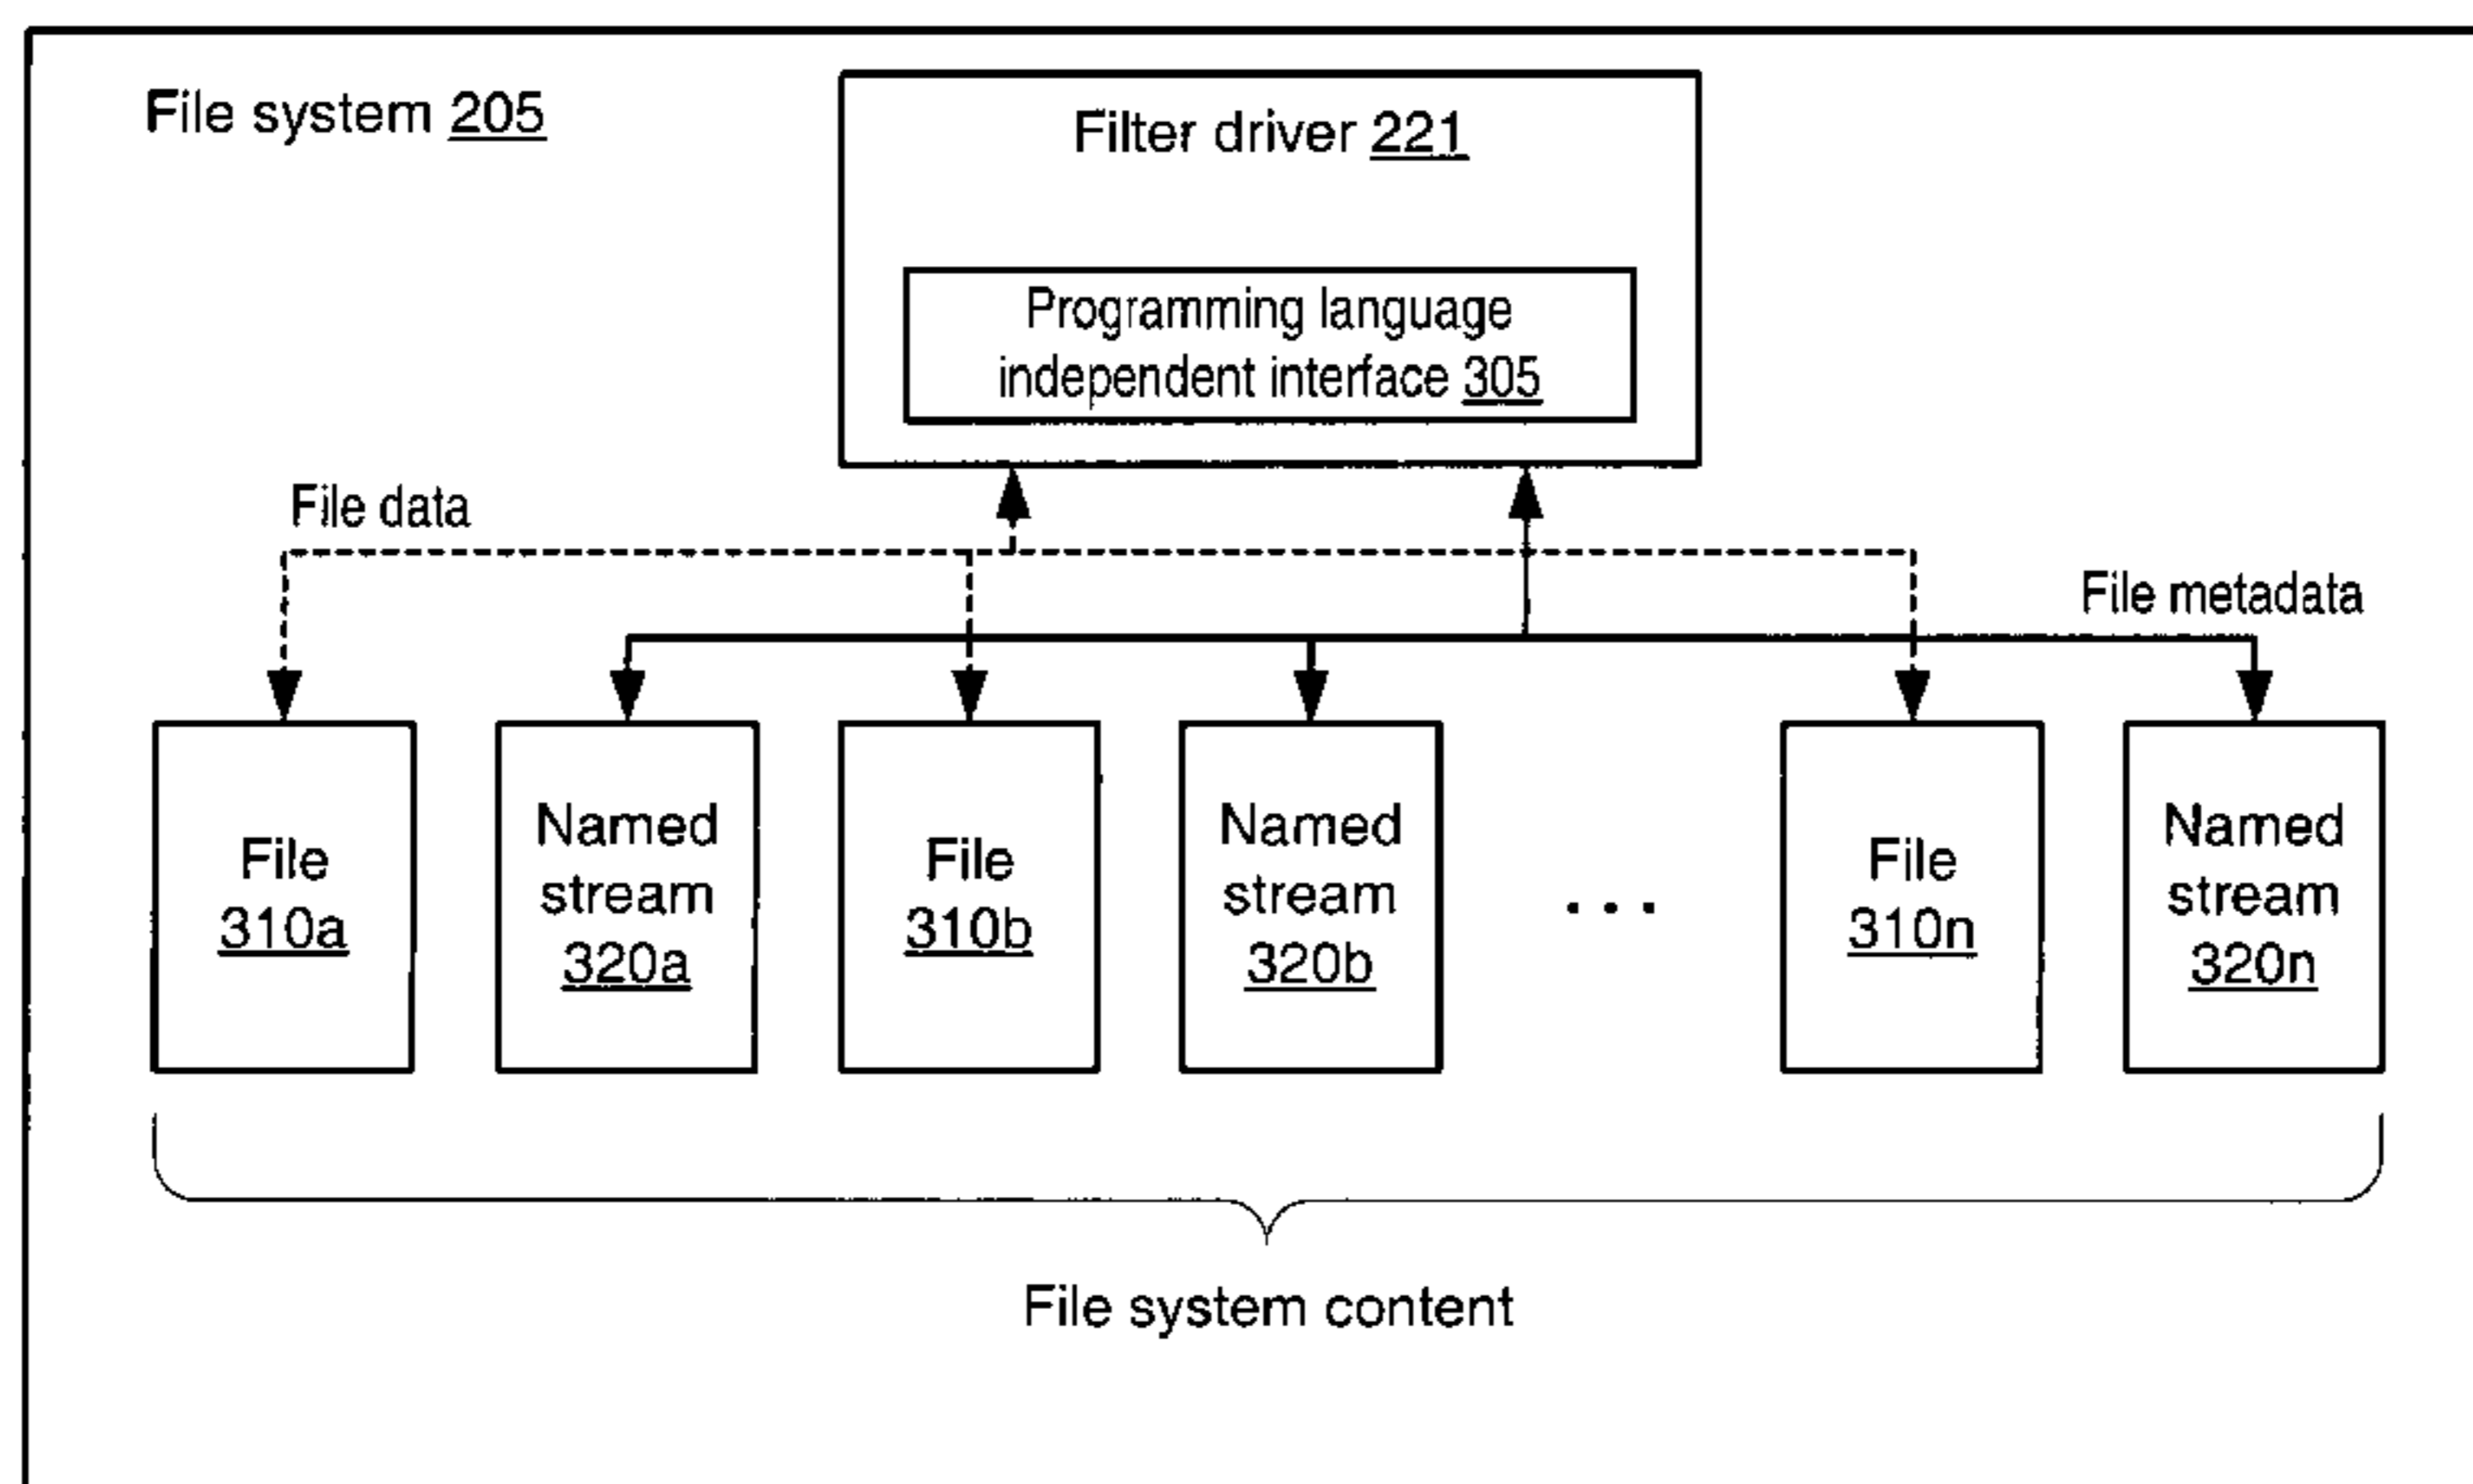 File system 205
Filter driver 221
Programming language
independent interface 305
File data
File metadata
File
310a
Named
stream
320a
File
310b
Named
stream
320b
. . .
File
310n
Named
stream
320n
File system content